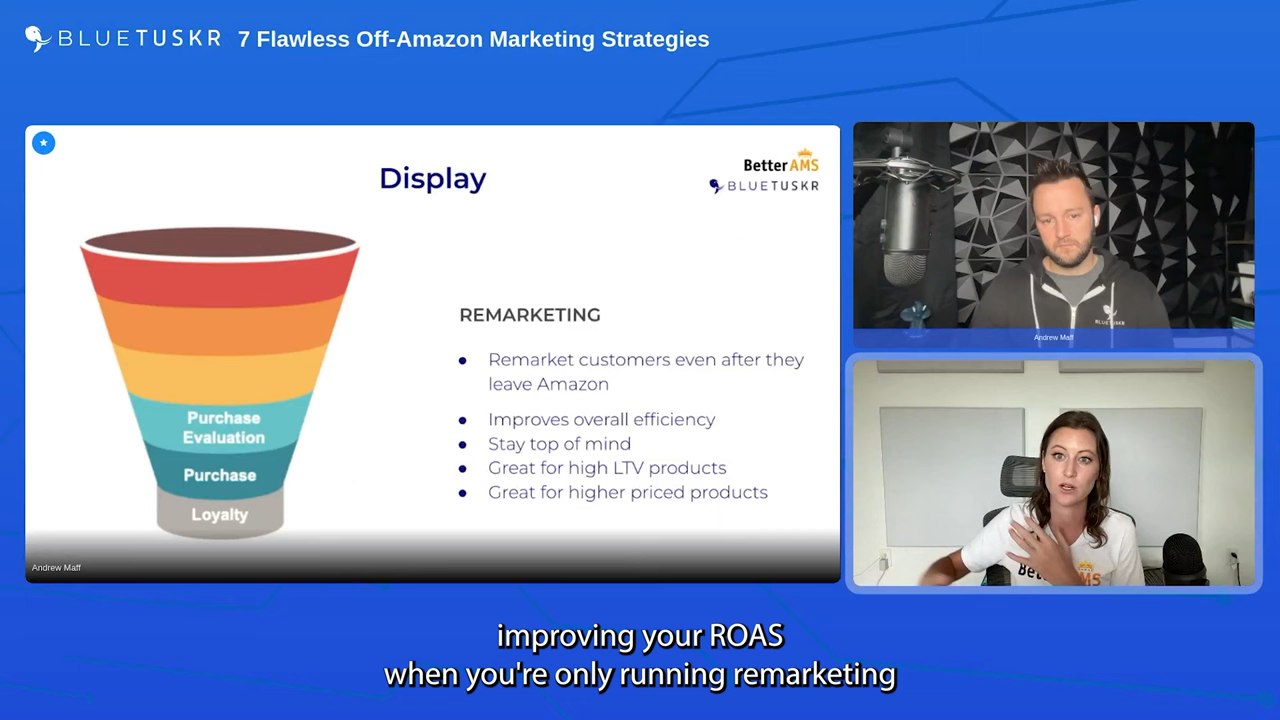 BLUETUSKR 7 Flawless Off-Amazon Marketing Strategies
Display
BetterAMS
BLUETUSKR
Purchase
Evaluation
Purchase
Loyalty
REMARKETING
• Remarket customers even after they
leave Amazon
• Improves overall efficiency
• Stay top of mind
• Great for high LTV products
• Great for higher priced products
Andrew Maff
BLUETUSKR
Andrew Maff
improving your ROAS
when you're only running remarketing